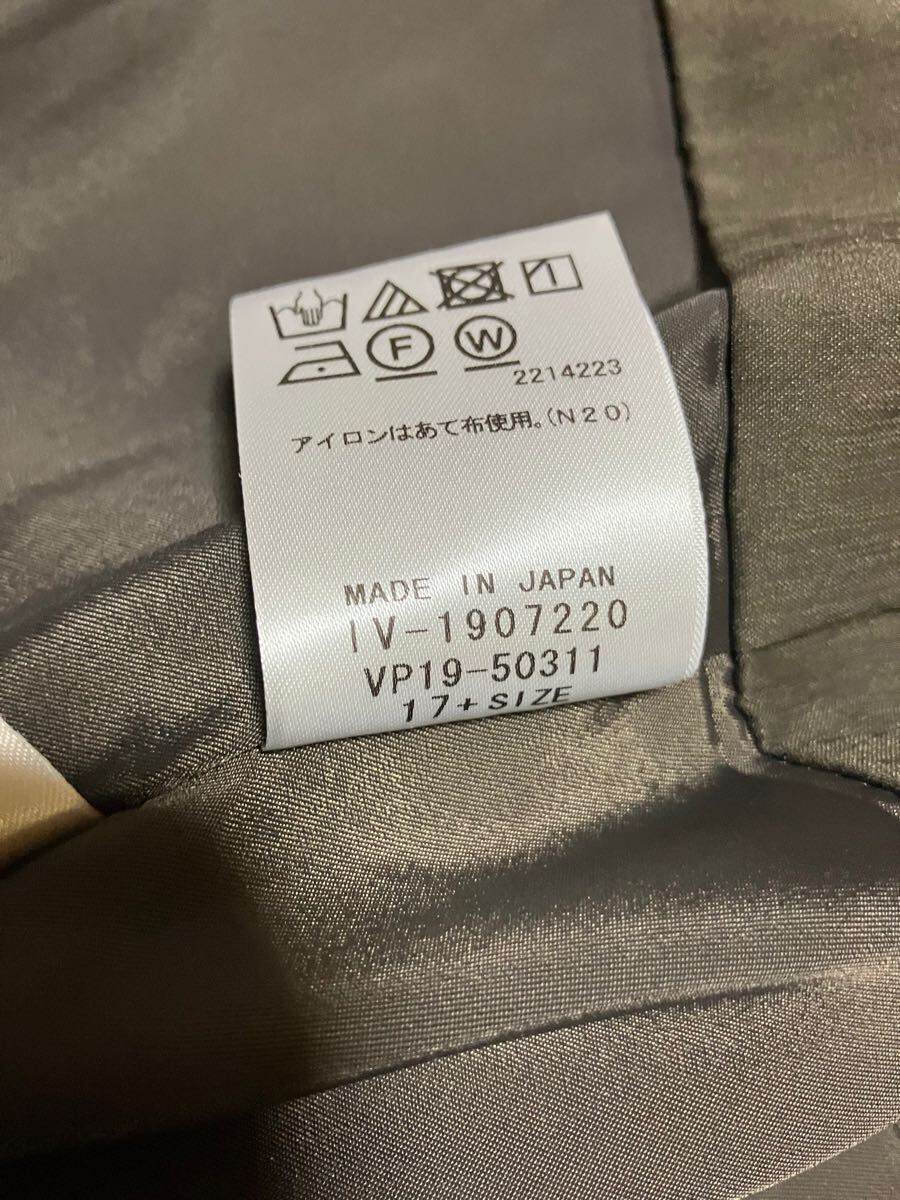 F W
2214223
アイロンはあて布使用。(N20)
MADE IN JAPAN
IV-1907220
VP19-50311
17+SIZE